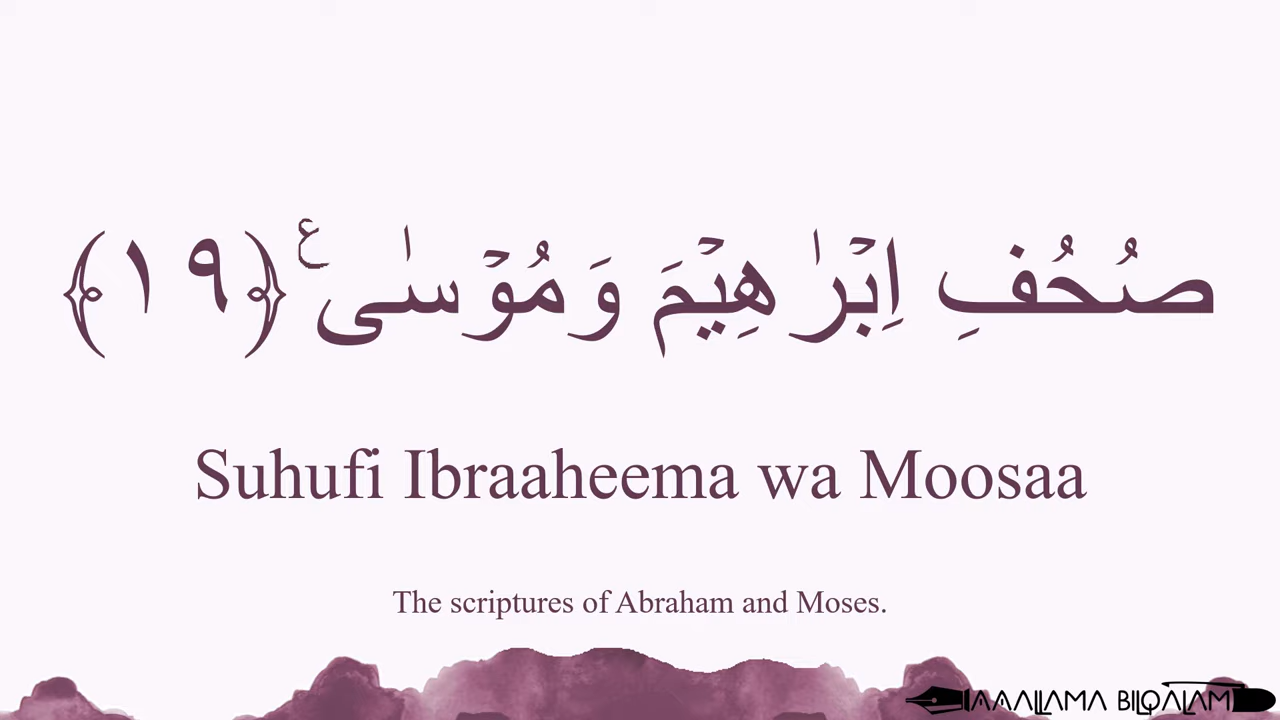 صُحُفِ اِبْرٰهِيْمَ وَمُوْسٰى ۧ ﴿١٩﴾
Suhufi Ibraaheema wa Moosaa
The scriptures of Abraham and Moses.
IAAALLAMA BILQALAM